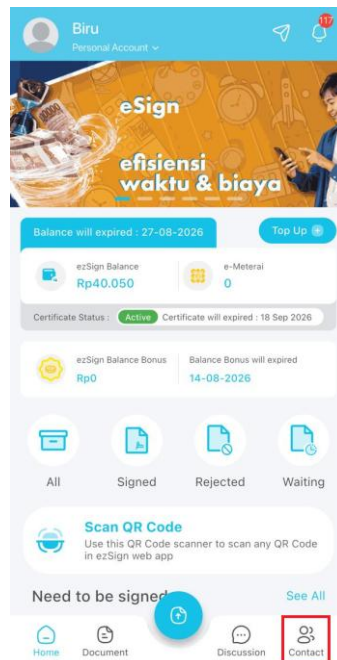 Biru
Personal Account
117
eSign
efisiensi
waktu & biaya
Balance will expired : 27-08-2026
Top Up
ezSign Balance
Rp40.050
e-Meterai
0
Certificate Status : Active Certificate will expired : 18 Sep 2026
ezSign Balance Bonus
Rp0
Balance Bonus will expired
14-08-2026
All
Signed
Rejected
Waiting
Scan QR Code
Use this QR Code scanner to scan any QR Code
in ezSign web app
Need to be signed
See All
Home
Document
Discussion
Contact